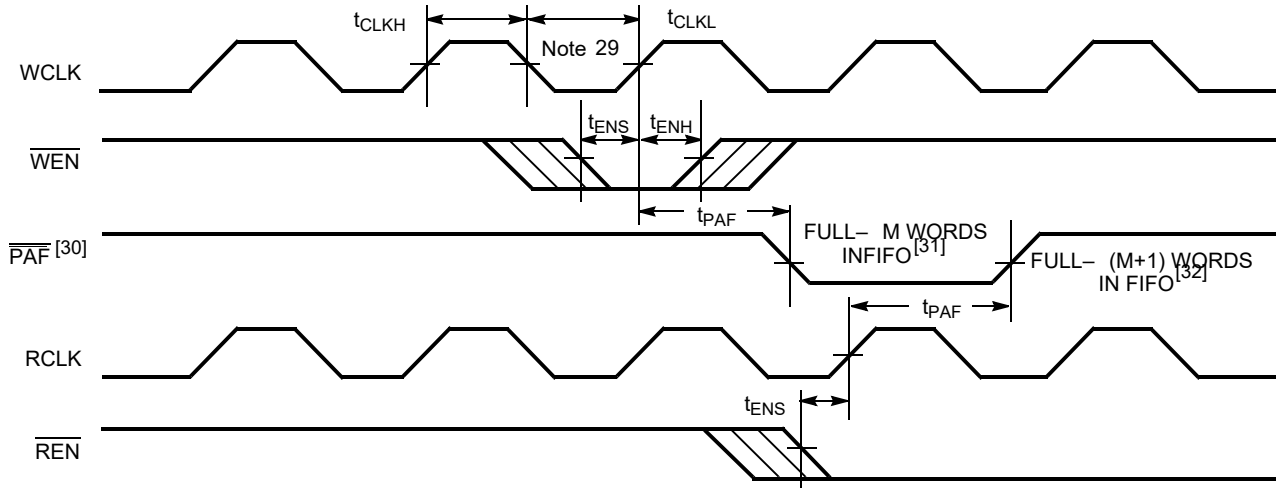 tCLKH
tCLKL
Note 29
WCLK
tENS
tENH
WEN
tPAF
FULL– M WORDS
INFIFO[31]
PAF [30]
FULL– (M+1) WORDS
IN FIFO[32]
tPAF
RCLK
tENS
REN